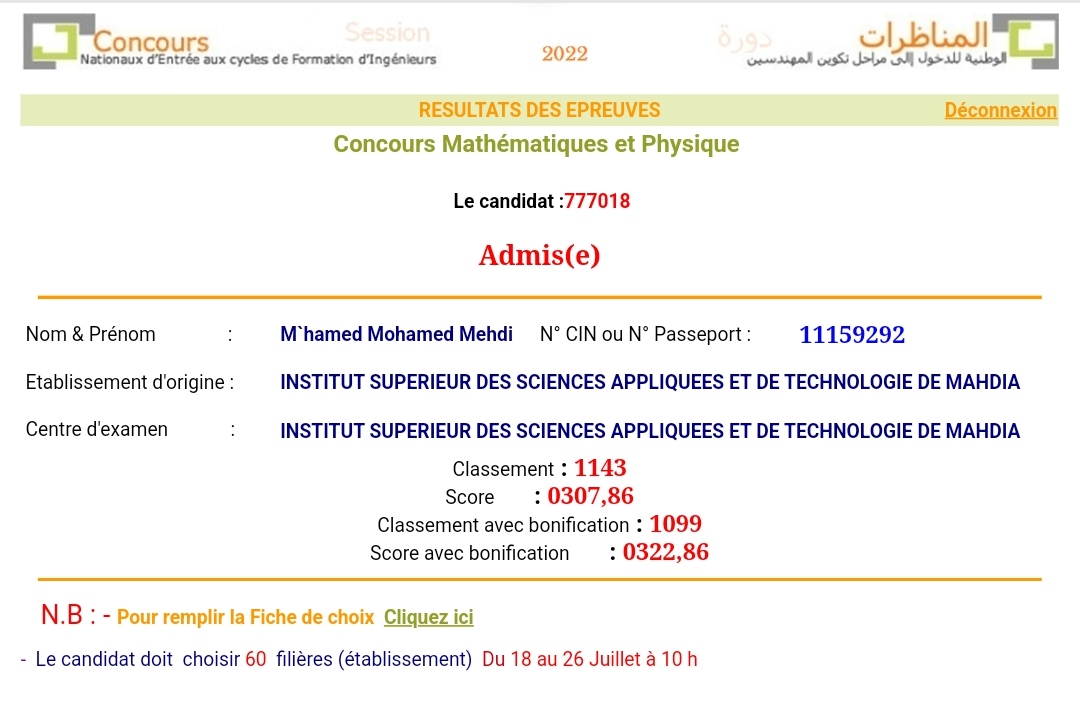 Concours
Nationaux d'Entrée aux cycles de Formation d'Ingénieurs
Session
2022
دورة
المناظرات
الوطنية للدخول إلى مراحل تكوين المهندسين
RESULTATS DES EPREUVES
Déconnexion
Concours Mathématiques et Physique
Le candidat :777018
Admis(e)
Nom & Prénom : M`hamed Mohamed Mehdi N° CIN ou N° Passeport : 11159292
Etablissement d'origine : INSTITUT SUPERIEUR DES SCIENCES APPLIQUEES ET DE TECHNOLOGIE DE MAHDIA
Centre d'examen : INSTITUT SUPERIEUR DES SCIENCES APPLIQUEES ET DE TECHNOLOGIE DE MAHDIA
Classement : 1143
Score : 0307,86
Classement avec bonification : 1099
Score avec bonification : 0322,86
N.B : - Pour remplir la Fiche de choix Cliquez ici
- Le candidat doit choisir 60 filières (établissement) Du 18 au 26 Juillet à 10 h